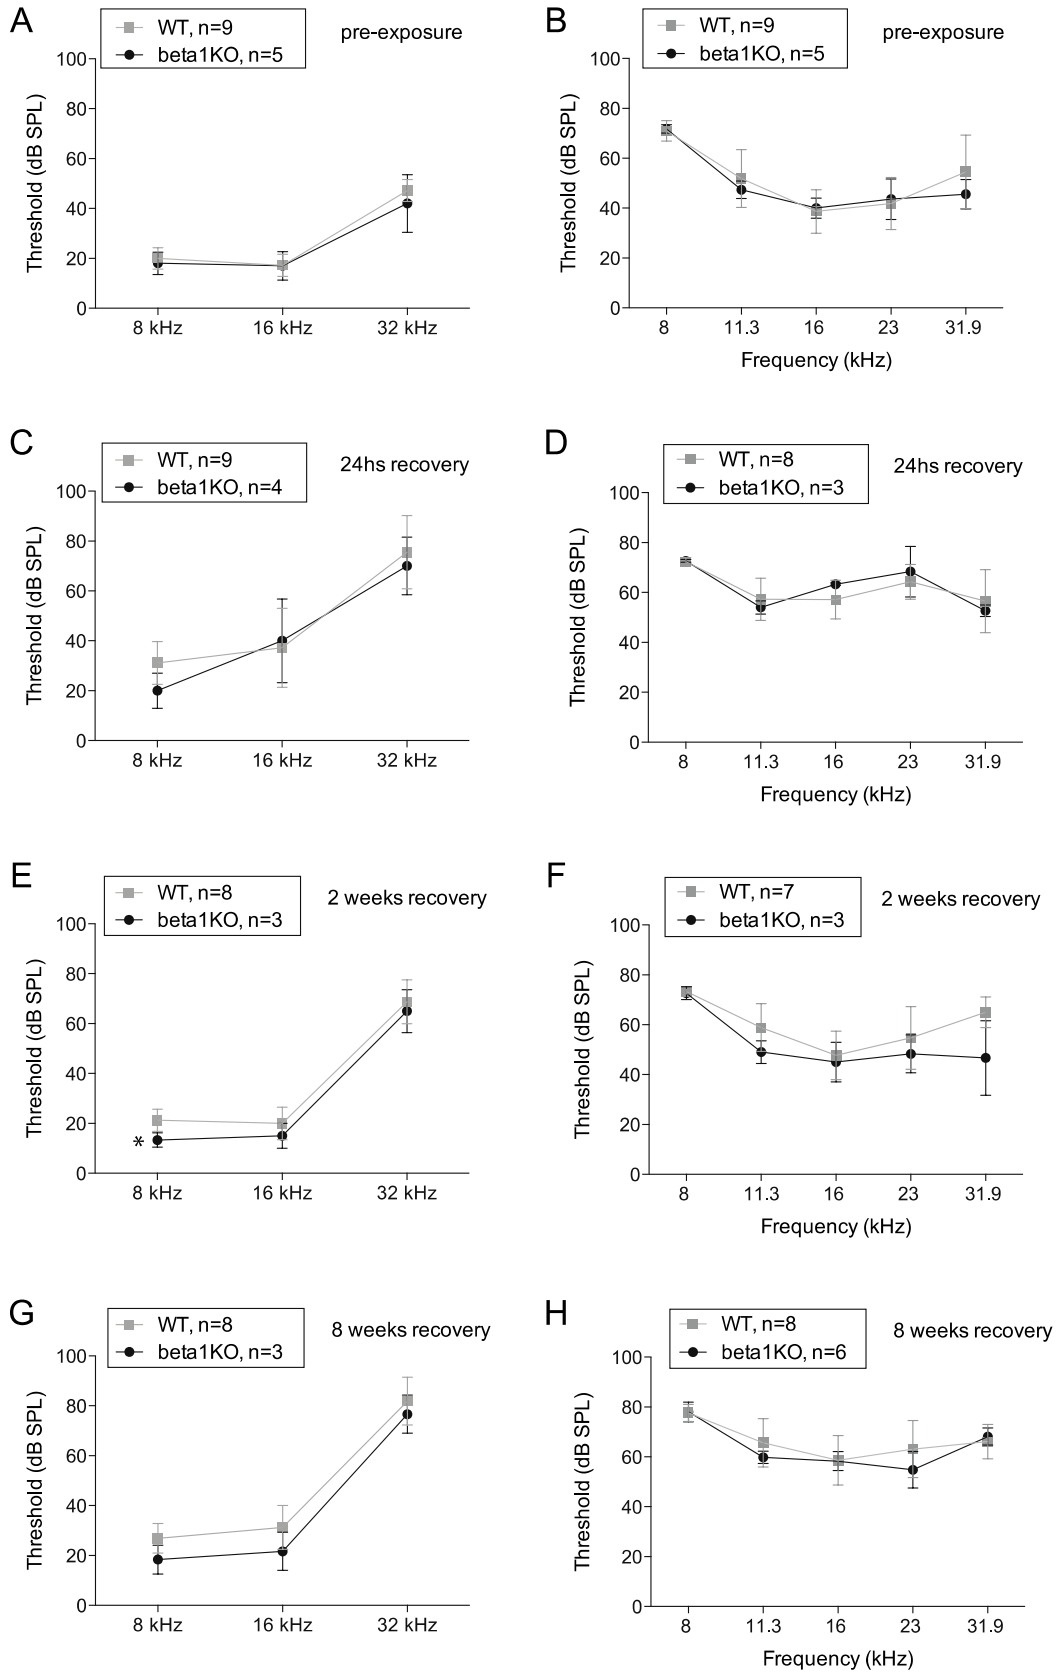 A
WT, n=9
beta1KO, n=5
pre-exposure
Threshold (dB SPL)
100
80
60
40
20
0
8 kHz
16 kHz
32 kHz
B
WT, n=9
beta1KO, n=5
pre-exposure
Threshold (dB SPL)
100
80
60
40
20
0
8
11.3
16
23
31.9
Frequency (kHz)
C
WT, n=9
beta1KO, n=4
24hs recovery
Threshold (dB SPL)
100
80
60
40
20
0
8 kHz
16 kHz
32 kHz
D
WT, n=8
beta1KO, n=3
24hs recovery
Threshold (dB SPL)
100
80
60
40
20
0
8
11.3
16
23
31.9
Frequency (kHz)
E
WT, n=8
beta1KO, n=3
2 weeks recovery
Threshold (dB SPL)
100
80
60
40
20
0
*
8 kHz
16 kHz
32 kHz
F
WT, n=7
beta1KO, n=3
2 weeks recovery
Threshold (dB SPL)
100
80
60
40
20
0
8
11.3
16
23
31.9
Frequency (kHz)
G
WT, n=8
beta1KO, n=3
8 weeks recovery
Threshold (dB SPL)
100
80
60
40
20
0
8 kHz
16 kHz
32 kHz
H
WT, n=8
beta1KO, n=6
8 weeks recovery
Threshold (dB SPL)
100
80
60
40
20
0
8
11.3
16
23
31.9
Frequency (kHz)